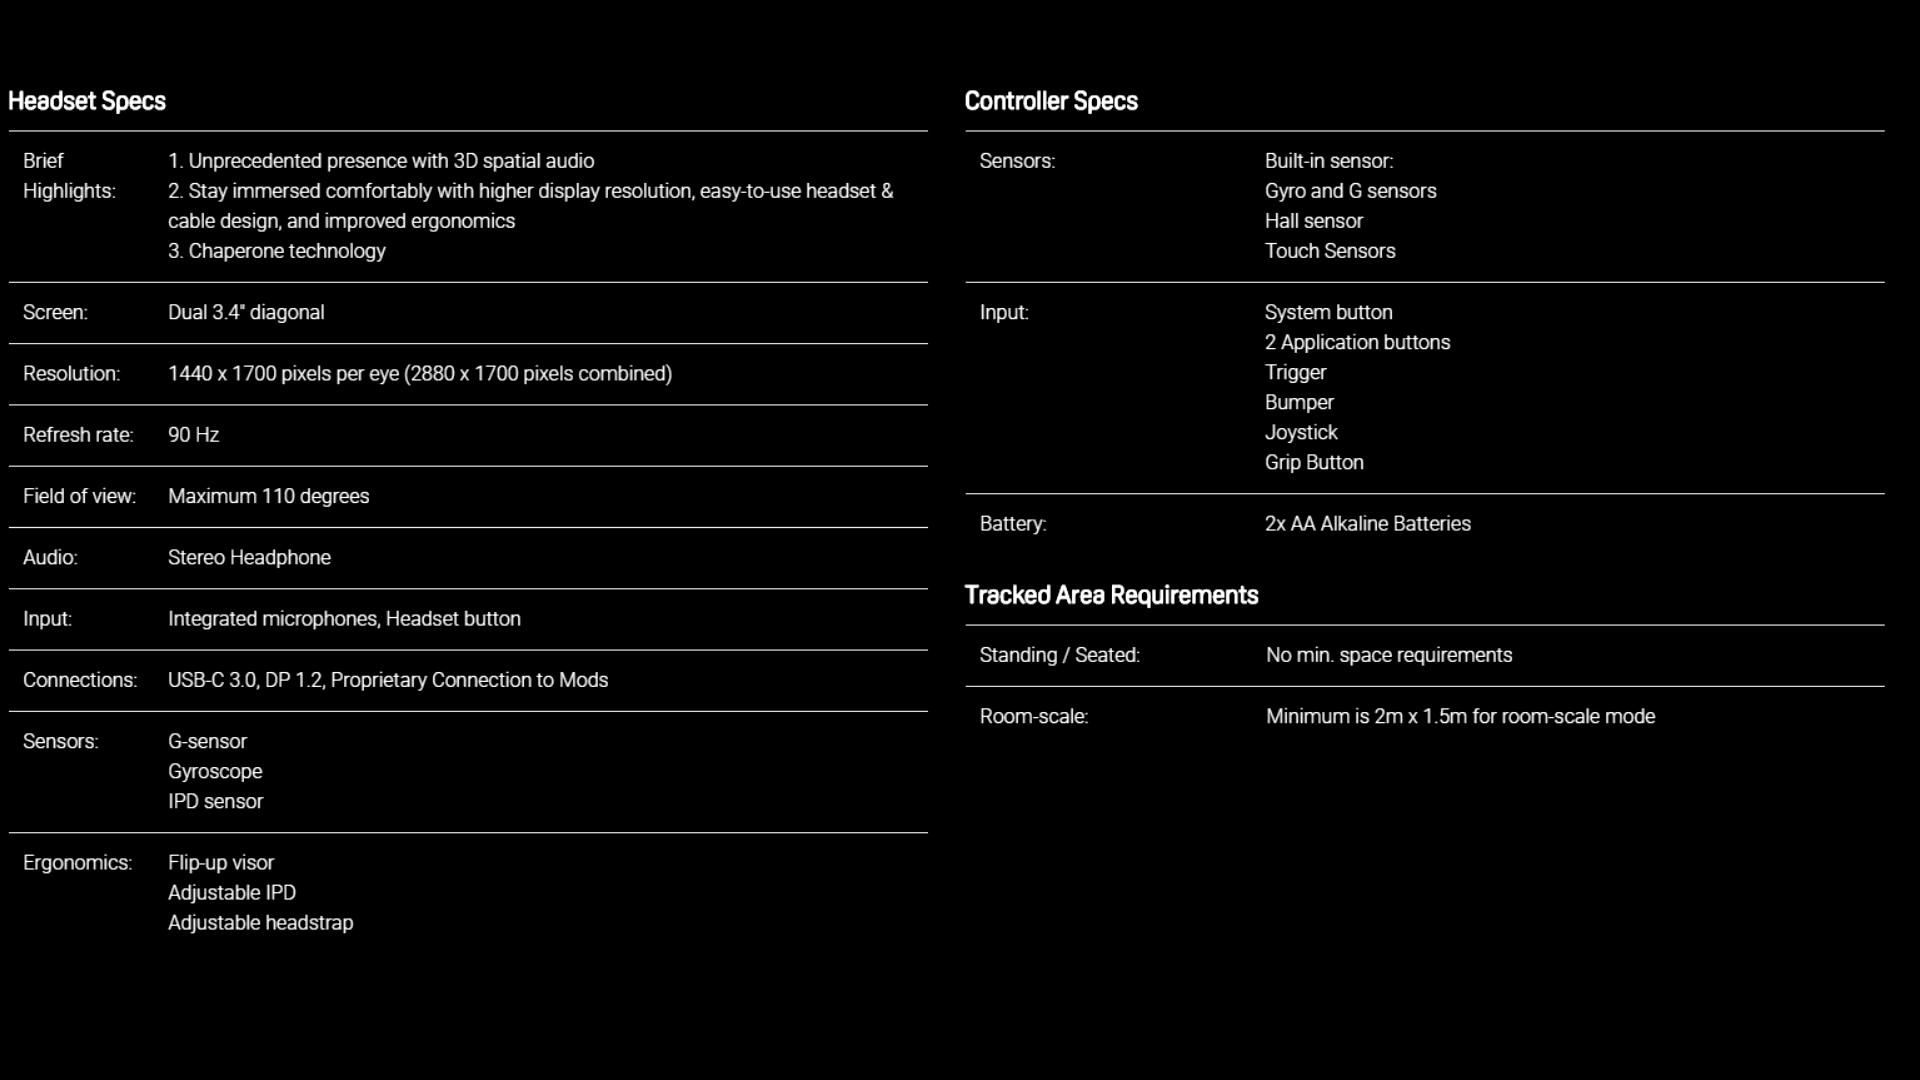 Headset Specs
Brief Highlights:
1. Unprecedented presence with 3D spatial audio
2. Stay immersed comfortably with higher display resolution, easy-to-use headset &
cable design, and improved ergonomics
3. Chaperone technology
Screen: Dual 3.4" diagonal
Resolution: 1440 x 1700 pixels per eye (2880 x 1700 pixels combined)
Refresh rate: 90 Hz
Field of view: Maximum 110 degrees
Audio: Stereo Headphone
Input: Integrated microphones, Headset button
Connections: USB-C 3.0, DP 1.2, Proprietary Connection to Mods
Sensors: G-sensor
Gyroscope
IPD sensor
Ergonomics: Flip-up visor
Adjustable IPD
Adjustable headstrap
Controller Specs
Sensors: Built-in sensor:
Gyro and G sensors
Hall sensor
Touch Sensors
Input: System button
2 Application buttons
Trigger
Bumper
Joystick
Grip Button
Battery: 2x AA Alkaline Batteries
Tracked Area Requirements
Standing / Seated: No min. space requirements
Room-scale: Minimum is 2m x 1.5m for room-scale mode